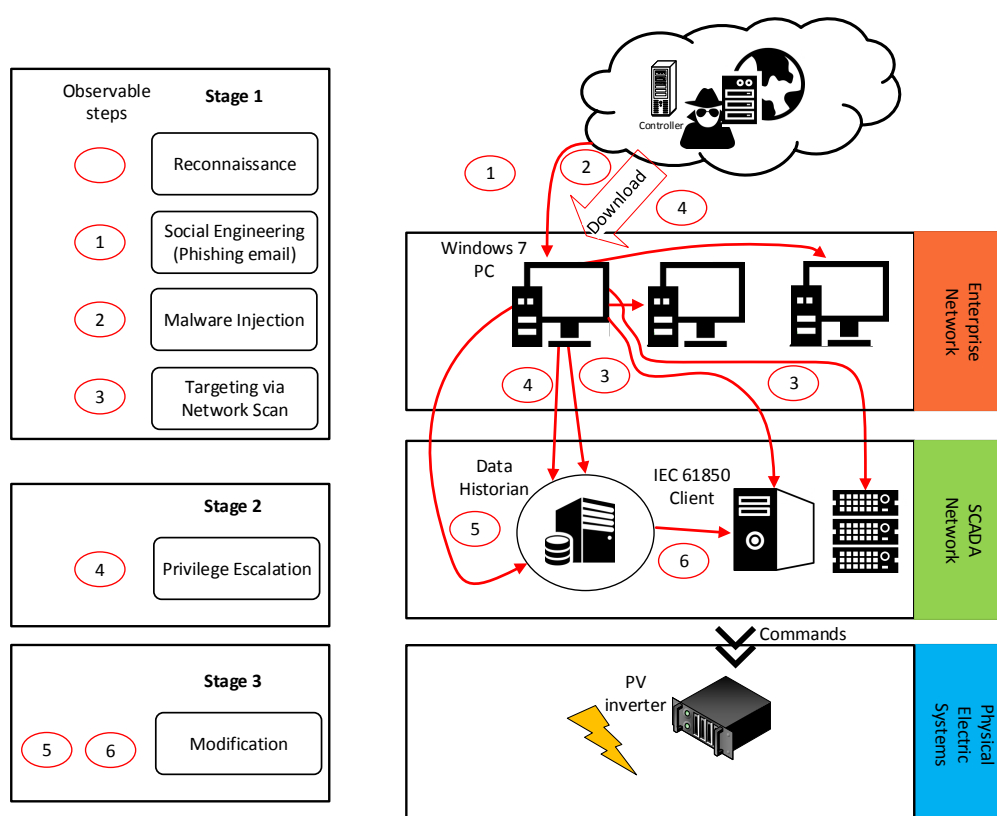 Observable
steps
Stage 1
Reconnaissance
1
Social Engineering
(Phishing email)
2
Malware Injection
3
Targeting via
Network Scan
Stage 2
4
Privilege Escalation
Stage 3
5
6
Modification
Controller
1
2
Download
4
Windows 7
PC
4
3
3
Enterprise
Network
Data
Historian
IEC 61850
Client
5
6
SCADA
Network
Commands
PV
inverter
Physical
Electric
Systems